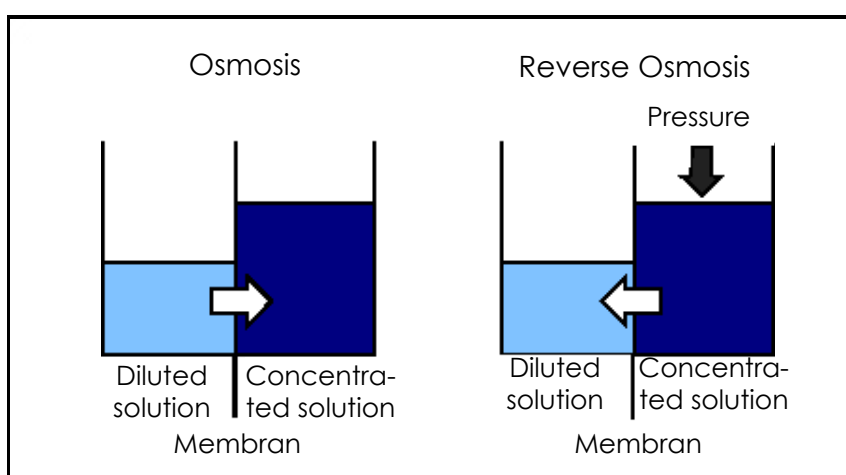 Osmosis
Diluted
solution
Concentra-
ted solution
Membran
Reverse Osmosis
Pressure
Diluted
solution
Concentra-
ted solution
Membran